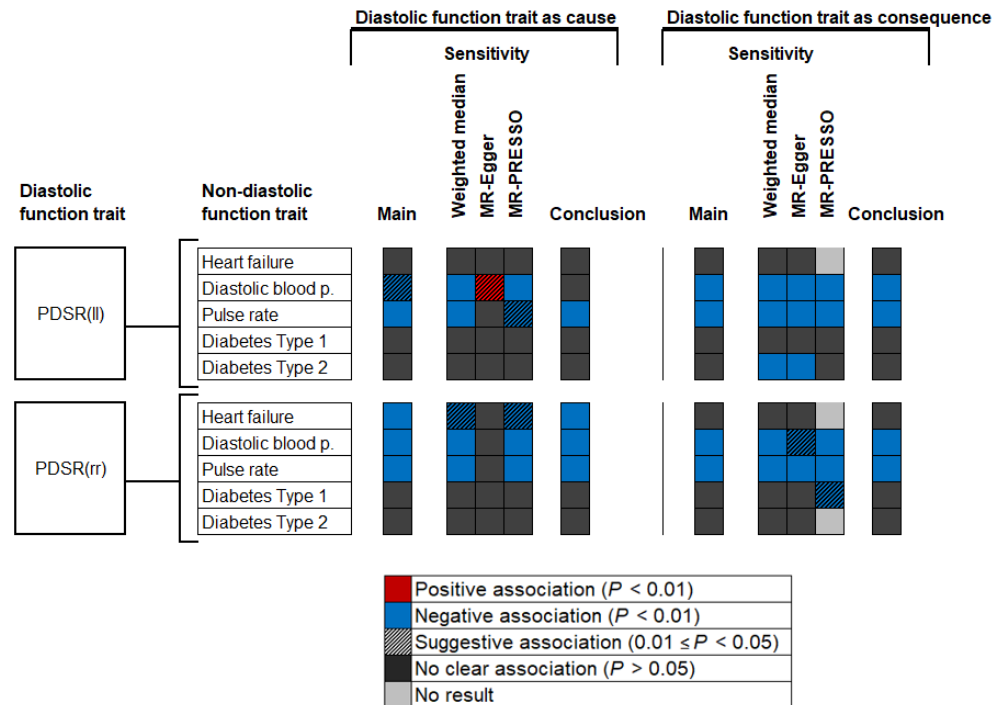 Diastolic function trait as cause
Diastolic function trait as consequence
Sensitivity
Sensitivity
Weighted median
MR-Egger
MR-PRESSO
Weighted median
MR-Egger
MR-PRESSO
Diastolic
function trait
Non-diastolic
function trait
Main
Conclusion
Main
Conclusion
PDSR(ll)
Heart failure
Diastolic blood p.
Pulse rate
Diabetes Type 1
Diabetes Type 2
PDSR(rr)
Heart failure
Diastolic blood p.
Pulse rate
Diabetes Type 1
Diabetes Type 2
Positive association (P < 0.01)
Negative association (P < 0.01)
Suggestive association (0.01 ≤ P < 0.05)
No clear association (P > 0.05)
No result